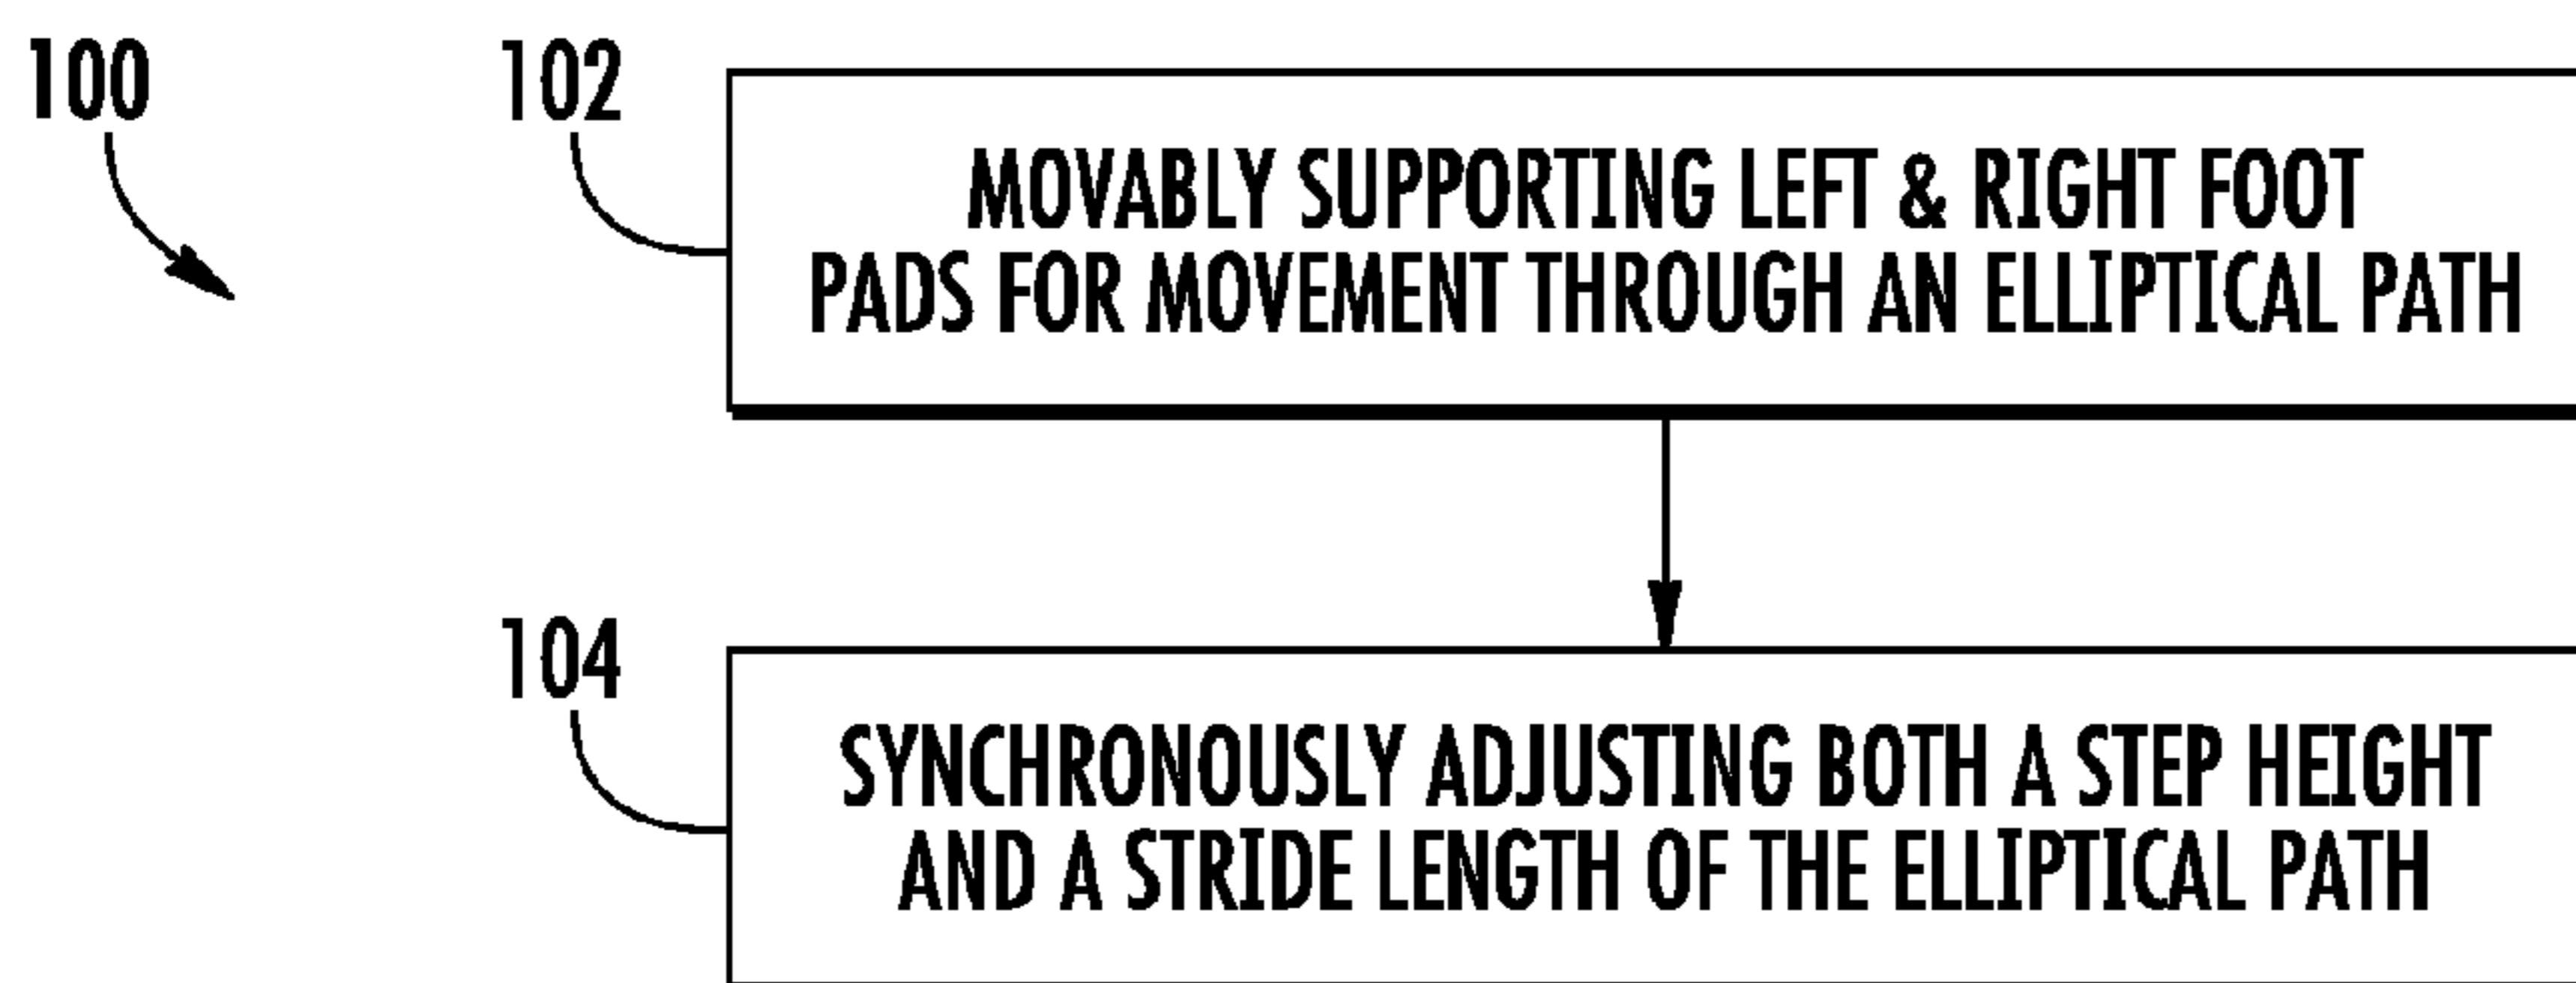 100
102
MOVABLY SUPPORTING LEFT & RIGHT FOOT
PADS FOR MOVEMENT THROUGH AN ELLIPTICAL PATH
104
SYNCHRONOUSLY ADJUSTING BOTH A STEP HEIGHT
AND A STRIDE LENGTH OF THE ELLIPTICAL PATH